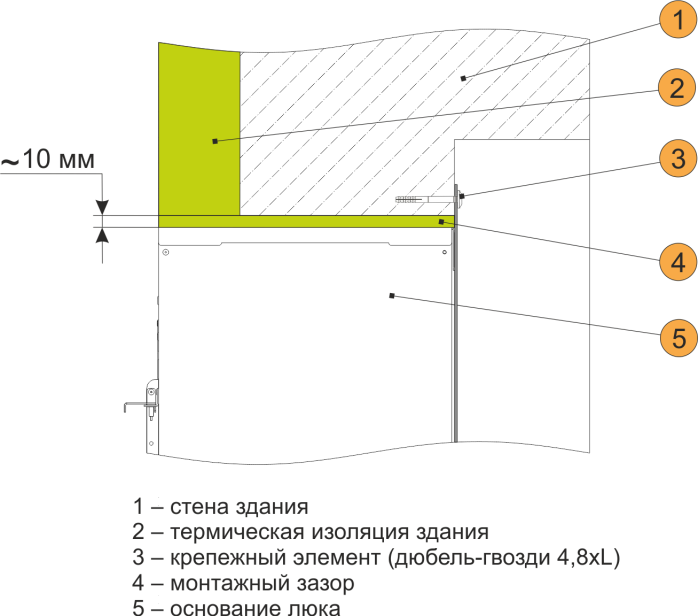 1
2
~10 мм
3
4
5
1 – стена здания
2 – термическая изоляция здания
3 – крепежный элемент (дюбель-гвозди 4,8xL)
4 – монтажный зазор
5 – основание люка